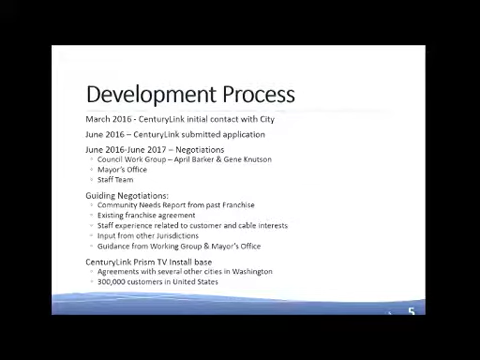 Development Process
March 2016 - CenturyLink initial contact with City
June 2016 – CenturyLink submitted application
June 2016-June 2017 – Negotiations
Council Work Group – April Barker & Gene Knutson
Mayor's Office
Staff Team
Guiding Negotiations:
Community Needs Report from past Franchise
Existing franchise agreement
Staff experience related to customer and cable interests
Input from other Jurisdictions
Guidance from Working Group & Mayor's Office
CenturyLink Prism TV Install base
Agreements with several other cities in Washington
300,000 customers in United States
5